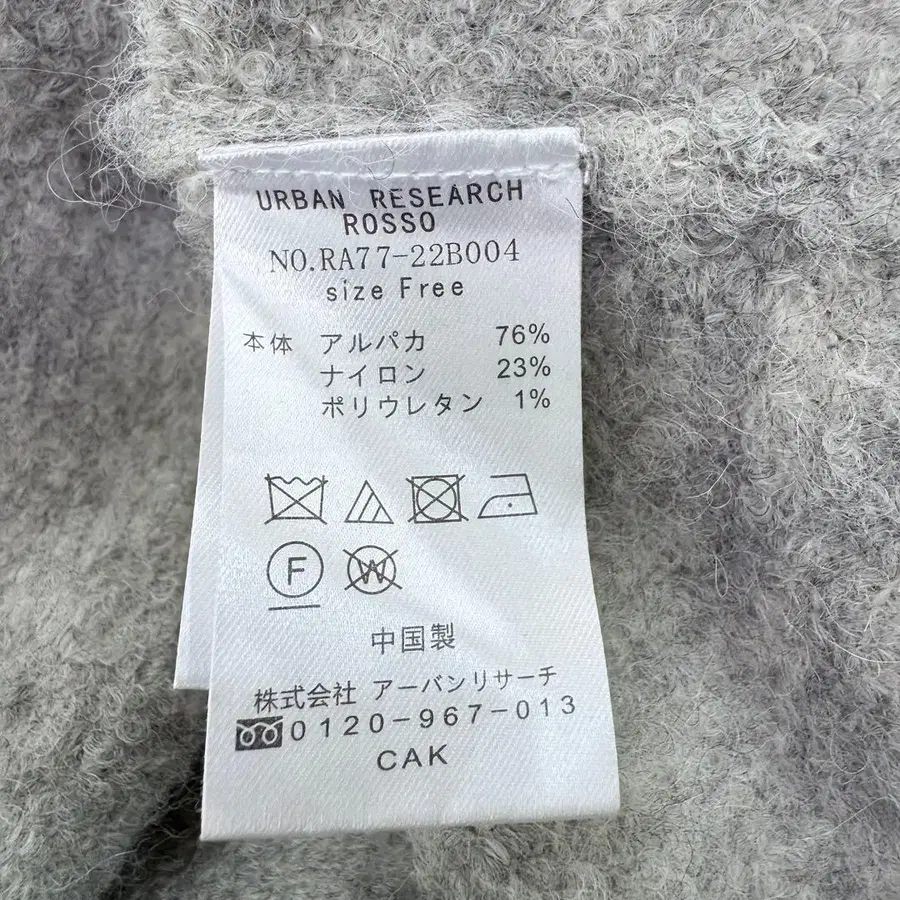 URBAN RESEARCH
ROSSO
NO.RA77-22B004
size Free
本体 アルパカ 76%
ナイロン 23%
ポリウレタン 1%
F W
中国製
株式会社 アーバンリサーチ
0120-967-013
CAK